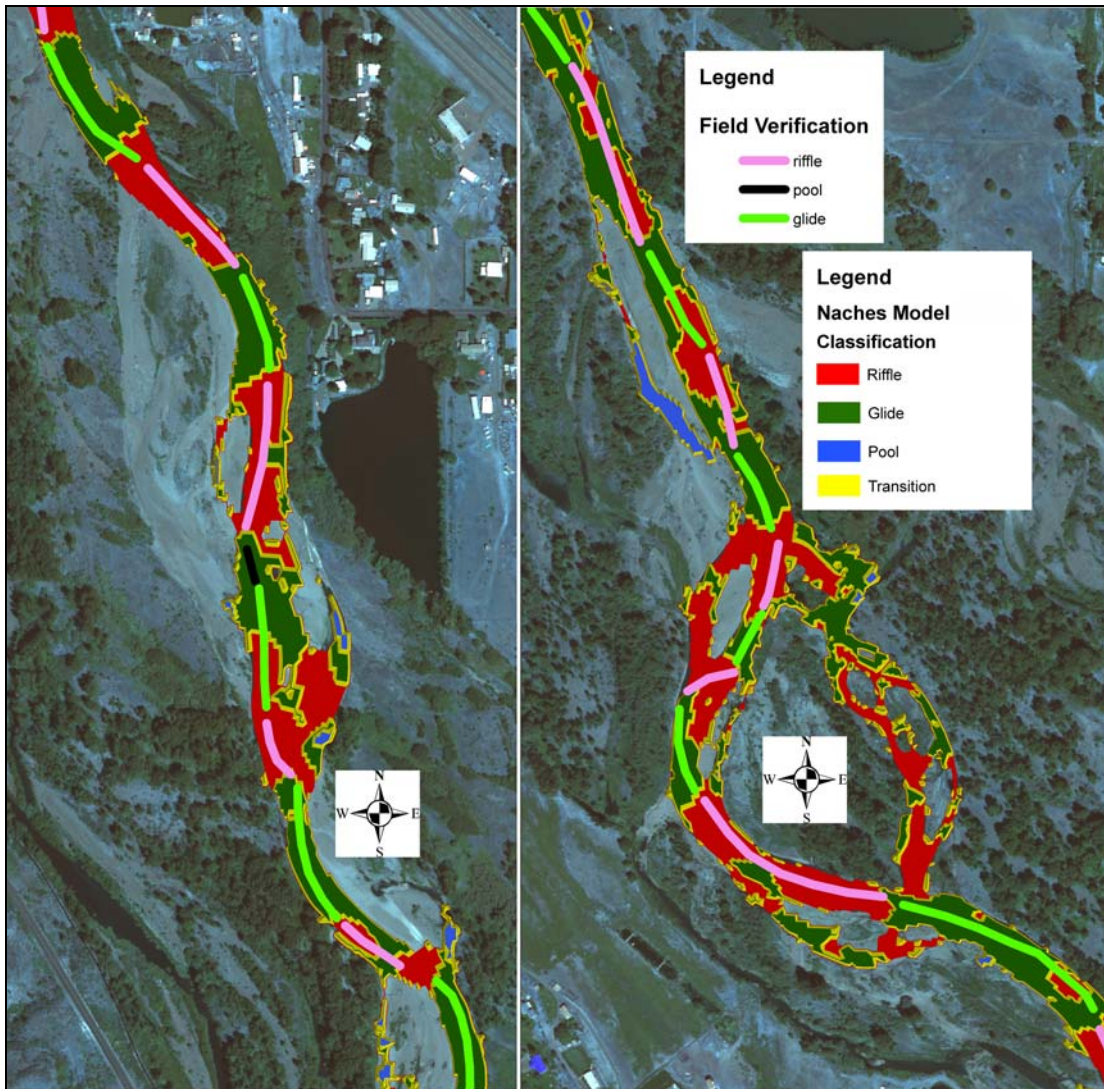 Legend
Field Verification
riffle
pool
glide
Legend
Naches Model
Classification
Riffle
Glide
Pool
Transition
N
W E
S
N
W E
S